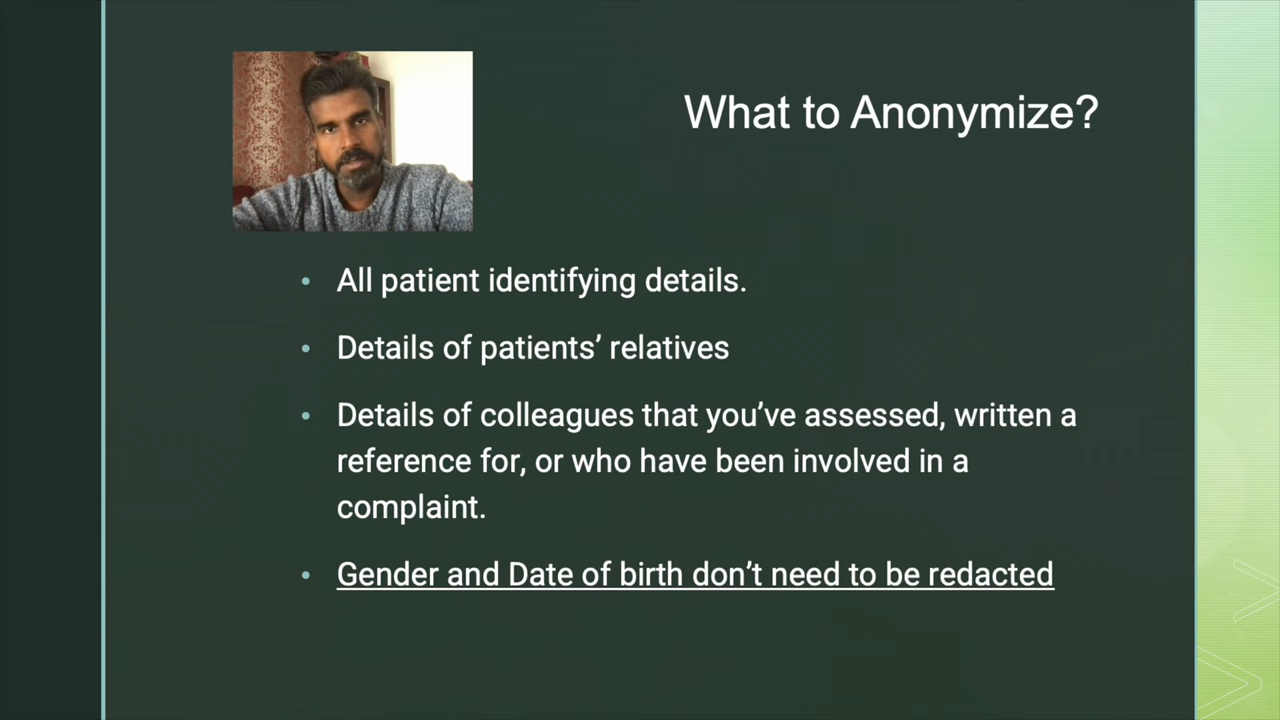 What to Anonymize?
• All patient identifying details.
• Details of patients’ relatives
• Details of colleagues that you’ve assessed, written a
reference for, or who have been involved in a
complaint.
• Gender and Date of birth don’t need to be redacted